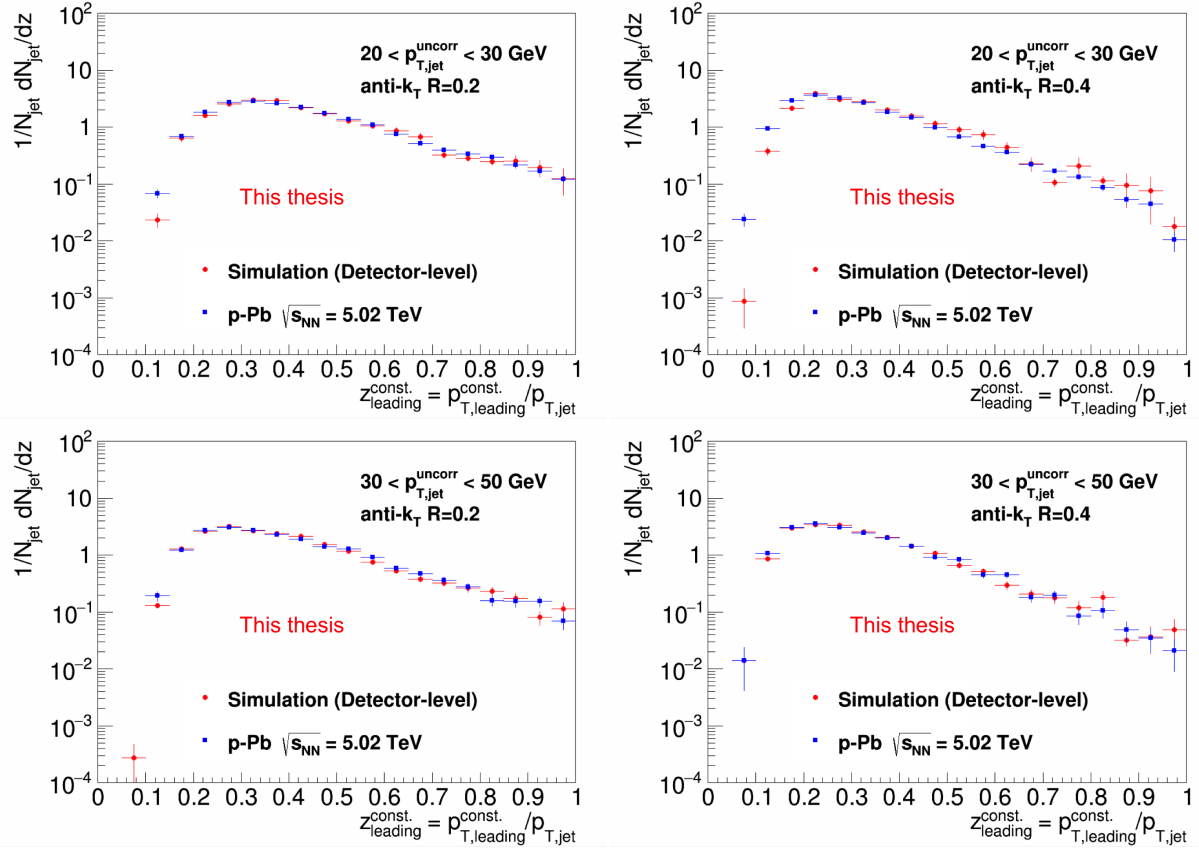 1/N_jet dN_jet/dz
10^2
10
1
10^−1
10^−2
10^−3
10^−4
20 < p_T,jet^uncorr < 30 GeV
anti-k_T R=0.2
This thesis
Simulation (Detector-level)
p-Pb √s_NN = 5.02 TeV
0 0.1 0.2 0.3 0.4 0.5 0.6 0.7 0.8 0.9 1
z_leading^const. = p_T,leading^const./p_T,jet
1/N_jet dN_jet/dz
10^2
10
1
10^−1
10^−2
10^−3
10^−4
20 < p_T,jet^uncorr < 30 GeV
anti-k_T R=0.4
This thesis
Simulation (Detector-level)
p-Pb √s_NN = 5.02 TeV
0 0.1 0.2 0.3 0.4 0.5 0.6 0.7 0.8 0.9 1
z_leading^const. = p_T,leading^const./p_T,jet
1/N_jet dN_jet/dz
10^2
10
1
10^−1
10^−2
10^−3
10^−4
30 < p_T,jet^uncorr < 50 GeV
anti-k_T R=0.2
This thesis
Simulation (Detector-level)
p-Pb √s_NN = 5.02 TeV
0 0.1 0.2 0.3 0.4 0.5 0.6 0.7 0.8 0.9 1
z_leading^const. = p_T,leading^const./p_T,jet
1/N_jet dN_jet/dz
10^2
10
1
10^−1
10^−2
10^−3
10^−4
30 < p_T,jet^uncorr < 50 GeV
anti-k_T R=0.4
This thesis
Simulation (Detector-level)
p-Pb √s_NN = 5.02 TeV
0 0.1 0.2 0.3 0.4 0.5 0.6 0.7 0.8 0.9 1
z_leading^const. = p_T,leading^const./p_T,jet